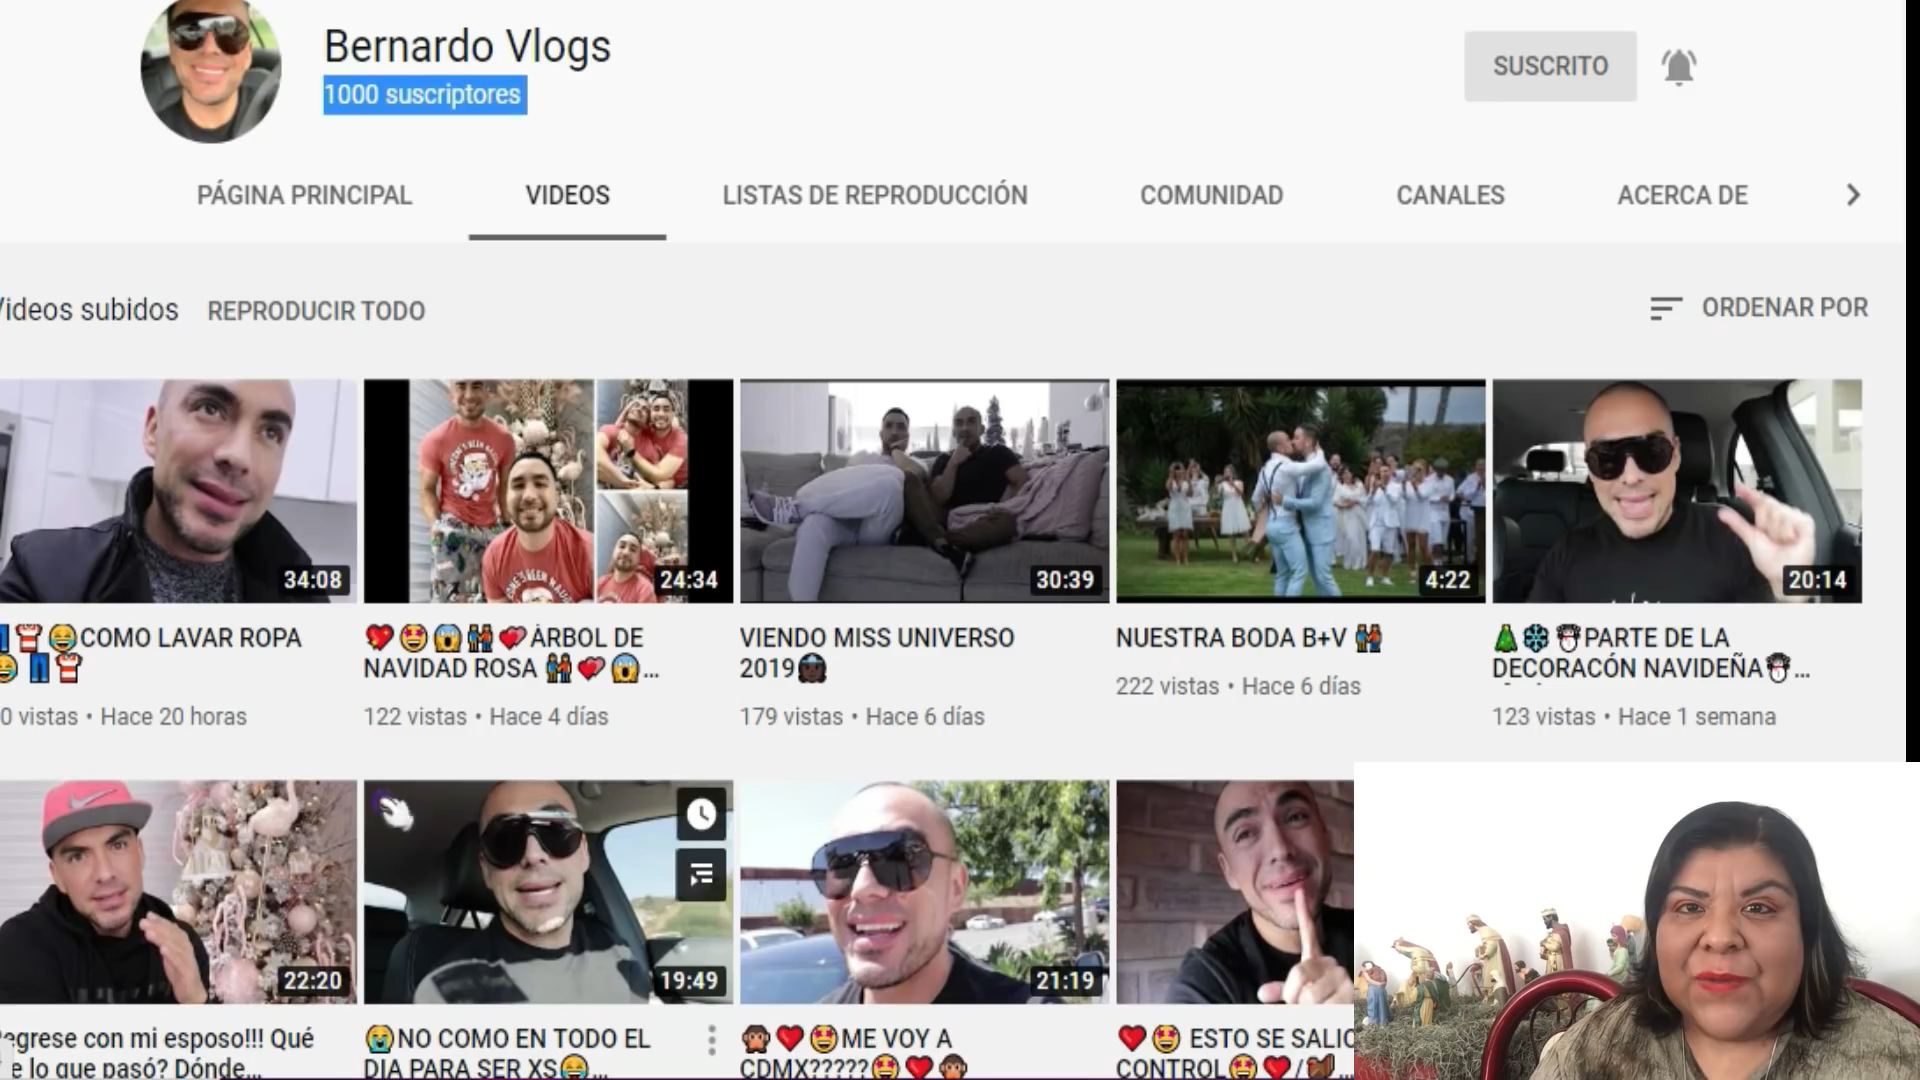 Bernardo Vlogs
1000 suscriptores
SUSCRITO
PÁGINA PRINCIPAL
VIDEOS
LISTAS DE REPRODUCCIÓN
COMUNIDAD
CANALES
ACERCA DE
Videos subidos
REPRODUCIR TODO
ORDENAR POR
34:08
24:34
30:39
4:22
20:14
COMO LAVAR ROPA
0 vistas • Hace 20 horas
ÁRBOL DE
NAVIDAD ROSA ...
122 vistas • Hace 4 días
VIENDO MISS UNIVERSO
2019
179 vistas • Hace 6 días
NUESTRA BODA B+V
222 vistas • Hace 6 días
PARTE DE LA
DECORACÓN NAVIDEÑA...
123 vistas • Hace 1 semana
22:20
19:49
21:19
egrese con mi esposo!!! Qué
e lo que pasó? Dónde...
NO COMO EN TODO EL
DIA PARA SER XS...
ME VOY A
CDMX?????
ESTO SE SALIC
CONTROL/...